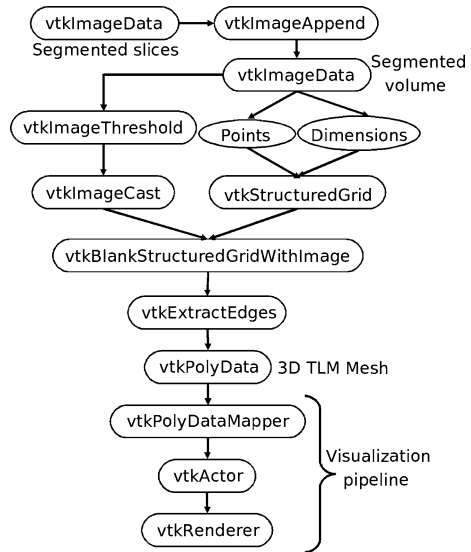 vtkImageData
vtkImageAppend
Segmented slices
vtkImageData
Segmented
volume
vtkImageThreshold
Points
Dimensions
vtkImageCast
vtkStructuredGrid
vtkBlankStructuredGridWithImage
vtkExtractEdges
vtkPolyData
3D TLM Mesh
vtkPolyDataMapper
vtkActor
Visualization
pipeline
vtkRenderer